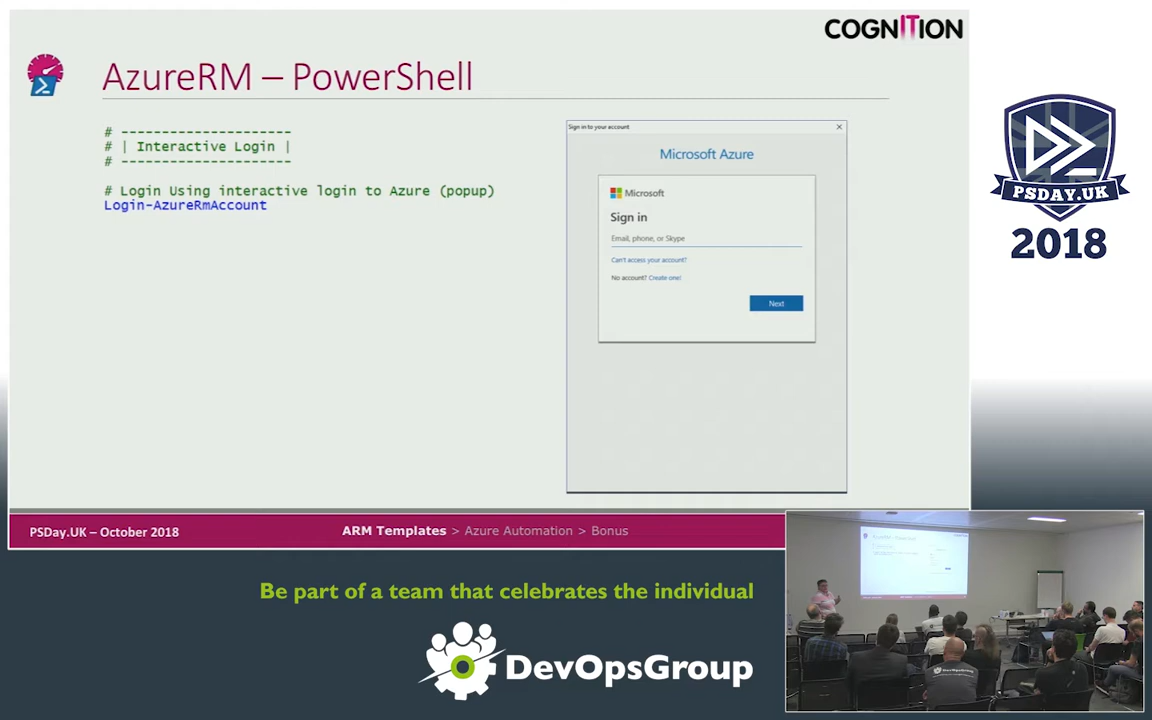 COGNITION
AzureRM – PowerShell
# ---------------------
# | Interactive Login |
# ---------------------
# Login Using interactive login to Azure (popup)
Login-AzureRmAccount
Sign in to your account
Microsoft Azure
Microsoft
Sign in
Email, phone, or Skype
Can't access your account?
No account? Create one!
Next
PSDAY.UK
2018
PSDay.UK – October 2018
ARM Templates > Azure Automation > Bonus
Be part of a team that celebrates the individual
DevOpsGroup
AzureRM – PowerShell
COGNITION